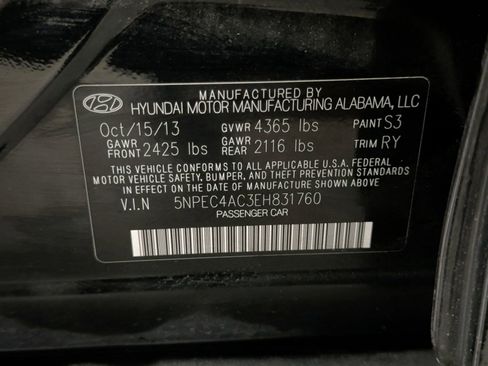 MANUFACTURED BY
HYUNDAI MOTOR MANUFACTURING ALABAMA, LLC
Oct/15/13 GVWR 4365 lbs PAINT S3
GAWR FRONT 2425 lbs GAWR REAR 2116 lbs TRIM RY
THIS VEHICLE CONFORMS TO ALL APPLICABLE U.S.A. FEDERAL
MOTOR VEHICLE SAFETY, BUMPER, AND THEFT PREVENTION STANDARDS
IN EFFECT ON THE DATE OF MANUFACTURE SHOWN ABOVE.
V.I.N 5NPEC4AC3EH831760
PASSENGER CAR